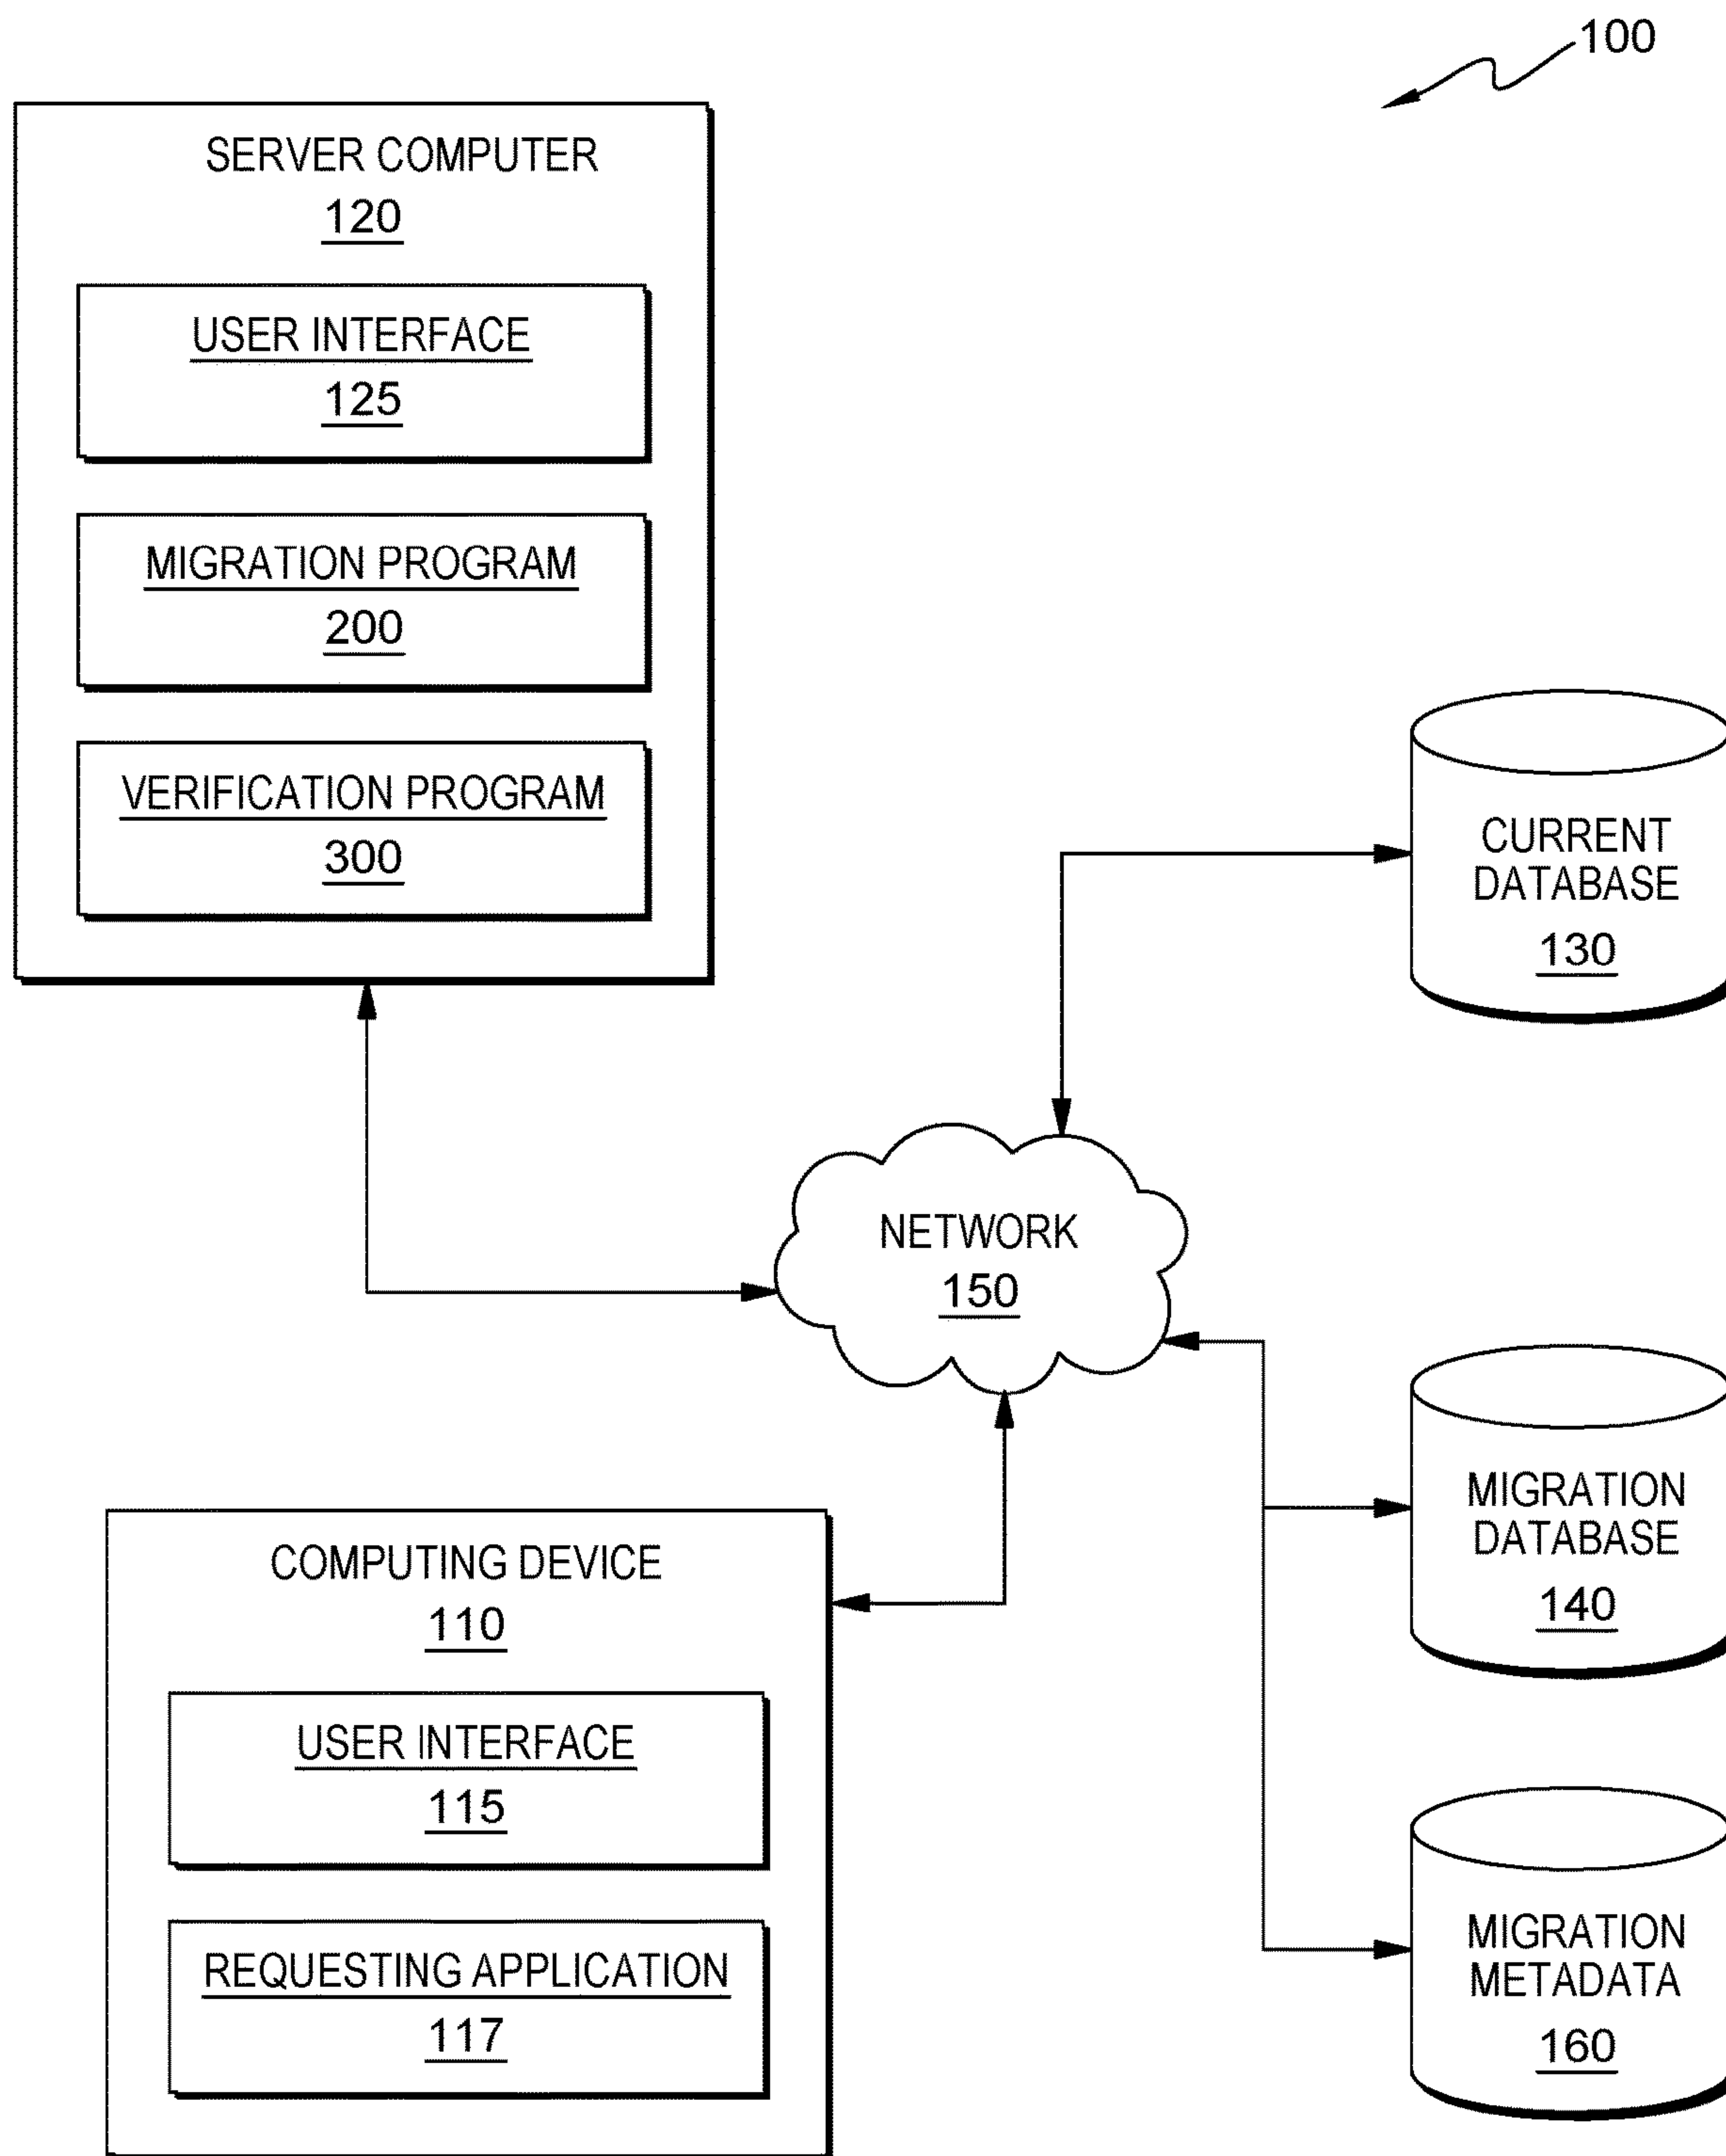 100
SERVER COMPUTER
120
USER INTERFACE
125
MIGRATION PROGRAM
200
VERIFICATION PROGRAM
300
CURRENT
DATABASE
130
NETWORK
150
MIGRATION
DATABASE
140
COMPUTING DEVICE
110
USER INTERFACE
115
REQUESTING APPLICATION
117
MIGRATION
METADATA
160